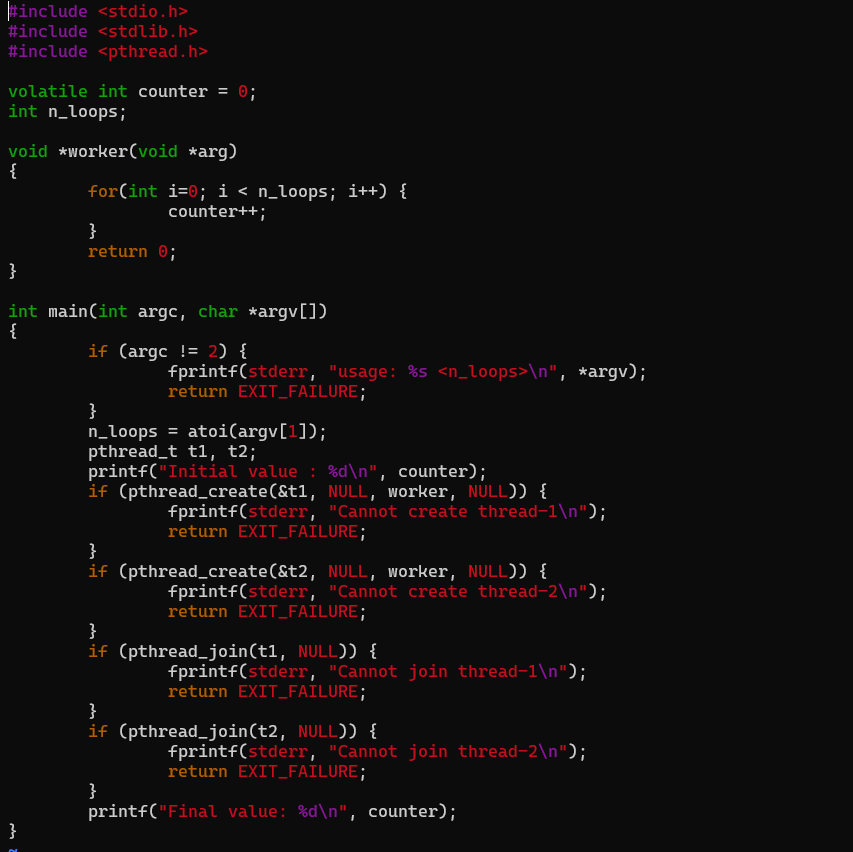 #include <stdio.h>
#include <stdlib.h>
#include <pthread.h>

volatile int counter = 0;
int n_loops;

void *worker(void *arg)
{
        for(int i=0; i < n_loops; i++) {
                counter++;
        }
        return 0;
}

int main(int argc, char *argv[])
{
        if (argc != 2) {
                fprintf(stderr, "usage: %s <n_loops>\n", *argv);
                return EXIT_FAILURE;
        }
        n_loops = atoi(argv[1]);
        pthread_t t1, t2;
        printf("Initial value : %d\n", counter);
        if (pthread_create(&t1, NULL, worker, NULL)) {
                fprintf(stderr, "Cannot create thread-1\n");
                return EXIT_FAILURE;
        }
        if (pthread_create(&t2, NULL, worker, NULL)) {
                fprintf(stderr, "Cannot create thread-2\n");
                return EXIT_FAILURE;
        }
        if (pthread_join(t1, NULL)) {
                fprintf(stderr, "Cannot join thread-1\n");
                return EXIT_FAILURE;
        }
        if (pthread_join(t2, NULL)) {
                fprintf(stderr, "Cannot join thread-2\n");
                return EXIT_FAILURE;
        }
        printf("Final value: %d\n", counter);
}
~